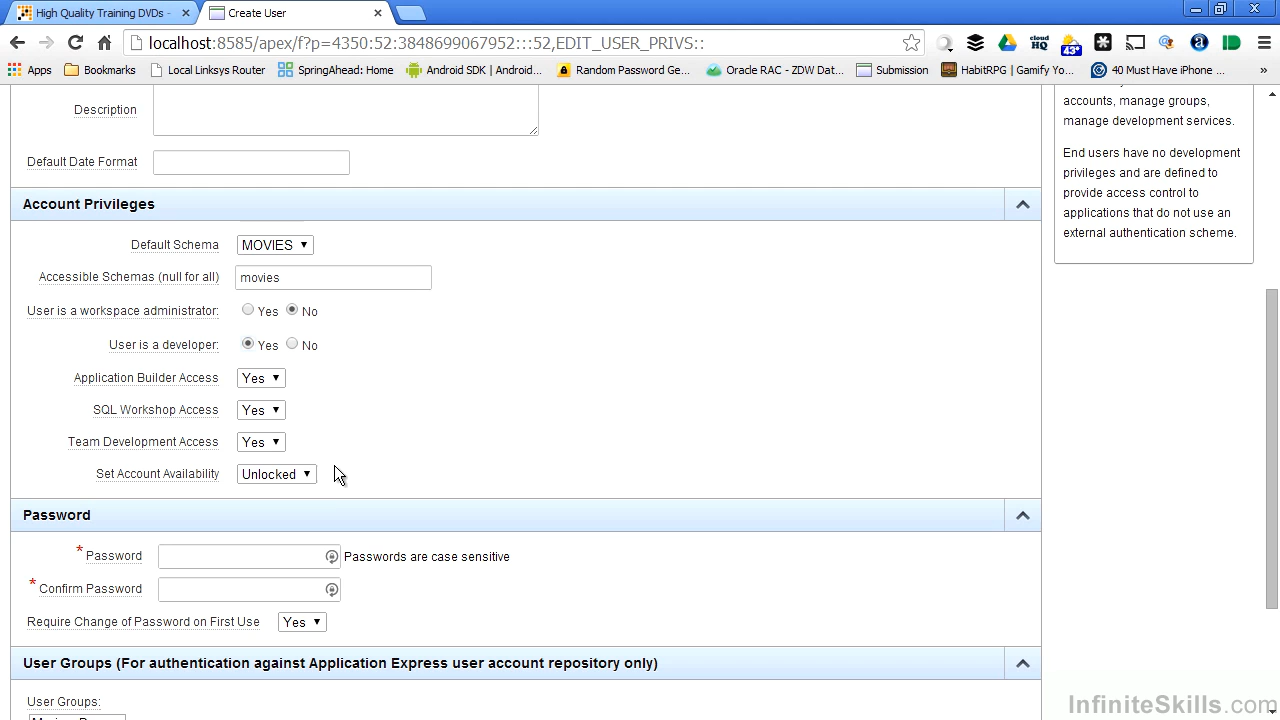 High Quality Training DVDs -
Create User
localhost:8585/apex/f?p=4350:52:3848699067952:::52,EDIT_USER_PRIVS::
cloud HQ
43°
Apps
Bookmarks
Local Linksys Router
SpringAhead: Home
Android SDK | Android...
Random Password Ge...
Oracle RAC - ZDW Dat...
Submission
HabitRPG | Gamify Yo...
40 Must Have iPhone ...
»
Description
Default Date Format
accounts, manage groups,
manage development services.
End users have no development
privileges and are defined to
provide access control to
applications that do not use an
external authentication scheme.
Account Privileges
Default Schema MOVIES
Accessible Schemas (null for all) movies
User is a workspace administrator: Yes No
User is a developer: Yes No
Application Builder Access Yes
SQL Workshop Access Yes
Team Development Access Yes
Set Account Availability Unlocked
Password
* Password Passwords are case sensitive
* Confirm Password
Require Change of Password on First Use Yes
User Groups (For authentication against Application Express user account repository only)
User Groups:
InfiniteSkills.com